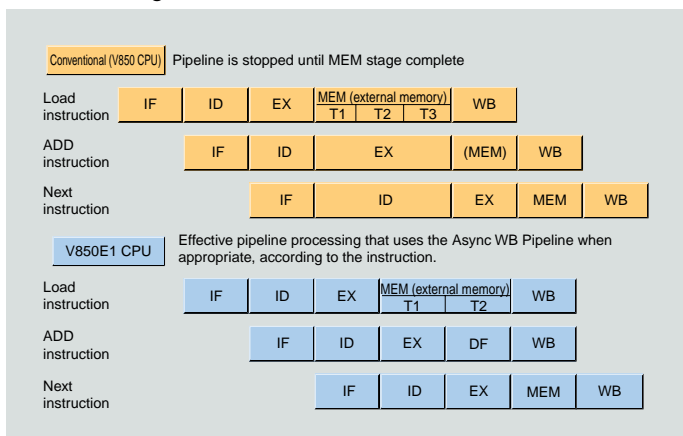 Conventional (V850 CPU) Pipeline is stopped until MEM stage complete
Load instruction IF ID EX MEM (external memory) T1 T2 T3 WB
ADD instruction IF ID EX (MEM) WB
Next instruction IF ID EX MEM WB
V850E1 CPU Effective pipeline processing that uses the Async WB Pipeline when
appropriate, according to the instruction.
Load instruction IF ID EX MEM (external memory) T1 T2 WB
ADD instruction IF ID EX DF WB
Next instruction IF ID EX MEM WB